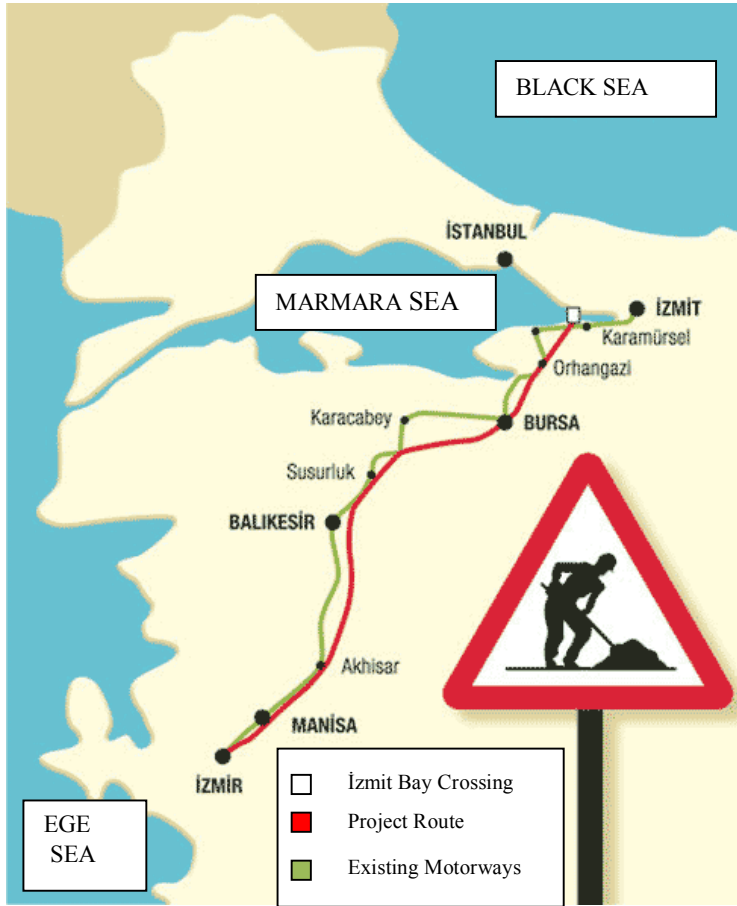 BLACK SEA
İSTANBUL
MARMARA SEA
İZMİT
Karamürsel
Orhangazi
Karacabey
BURSA
Susurluk
BALIKESİR
Akhisar
MANİSA
İZMİR
İzmit Bay Crossing
Project Route
Existing Motorways
EGE
SEA